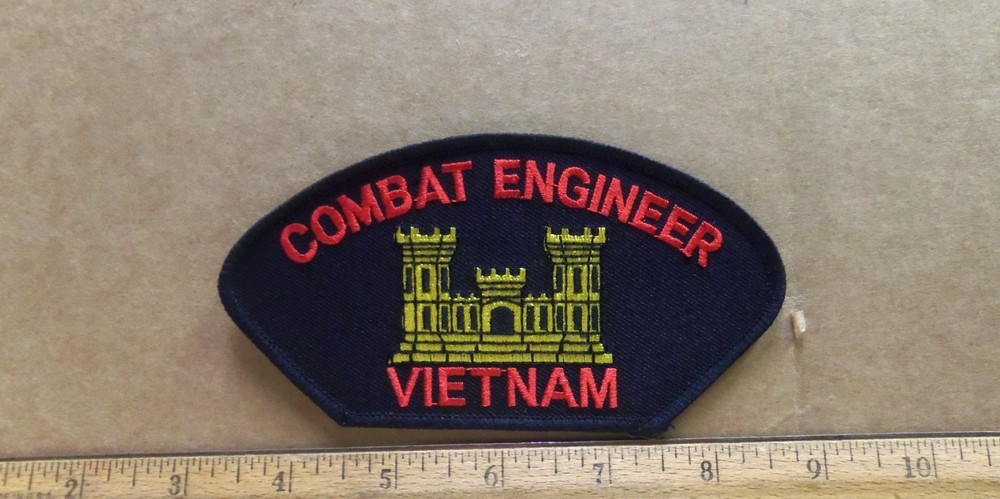 COMBAT ENGINEER
VIETNAM
2 3 4 5 6 7 8 9 10